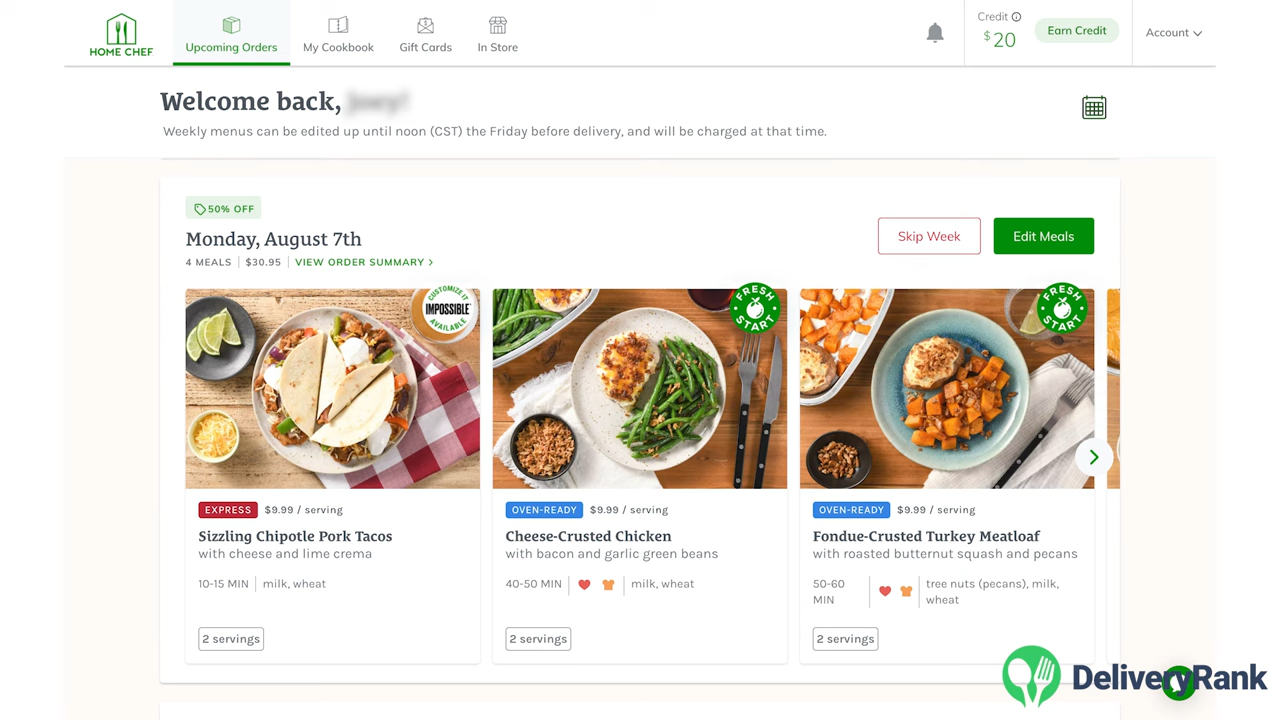 HOME CHEF
Upcoming Orders
My Cookbook
Gift Cards
In Store
Credit
$20
Earn Credit
Account
Welcome back,
Weekly menus can be edited up until noon (CST) the Friday before delivery, and will be charged at that time.
50% OFF
Monday, August 7th
4 MEALS | $30.95 | VIEW ORDER SUMMARY >
Skip Week
Edit Meals
CUSTOMIZE IT
IMPOSSIBLE
AVAILABLE
FRESH
START
FRESH
START
EXPRESS $9.99 / serving
Sizzling Chipotle Pork Tacos
with cheese and lime crema
10-15 MIN | milk, wheat
2 servings
OVEN-READY $9.99 / serving
Cheese-Crusted Chicken
with bacon and garlic green beans
40-50 MIN | milk, wheat
2 servings
OVEN-READY $9.99 / serving
Fondue-Crusted Turkey Meatloaf
with roasted butternut squash and pecans
50-60
MIN
tree nuts (pecans), milk,
wheat
2 servings
DeliveryRank